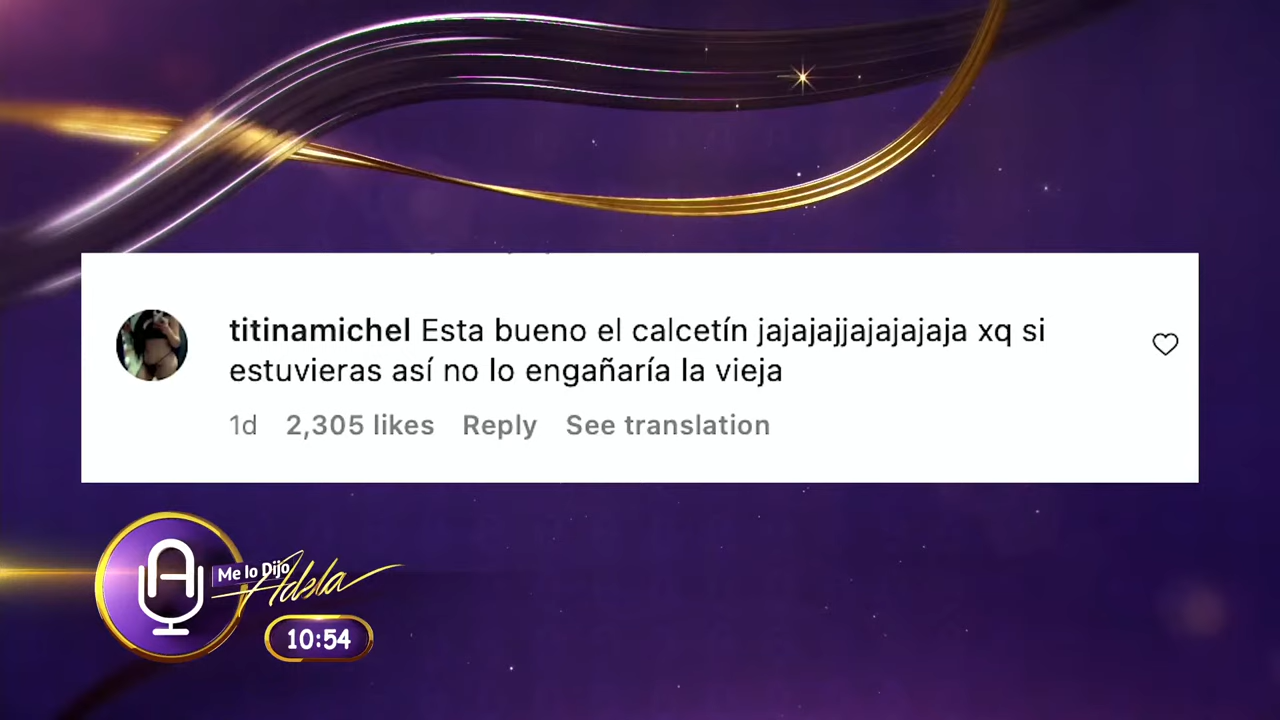 titinamichel Esta bueno el calcetín jajajajjajajajaja xq si
estuvieras así no lo engañaría la vieja
1d 2,305 likes Reply See translation
Me lo Dijo
Adela
10:54